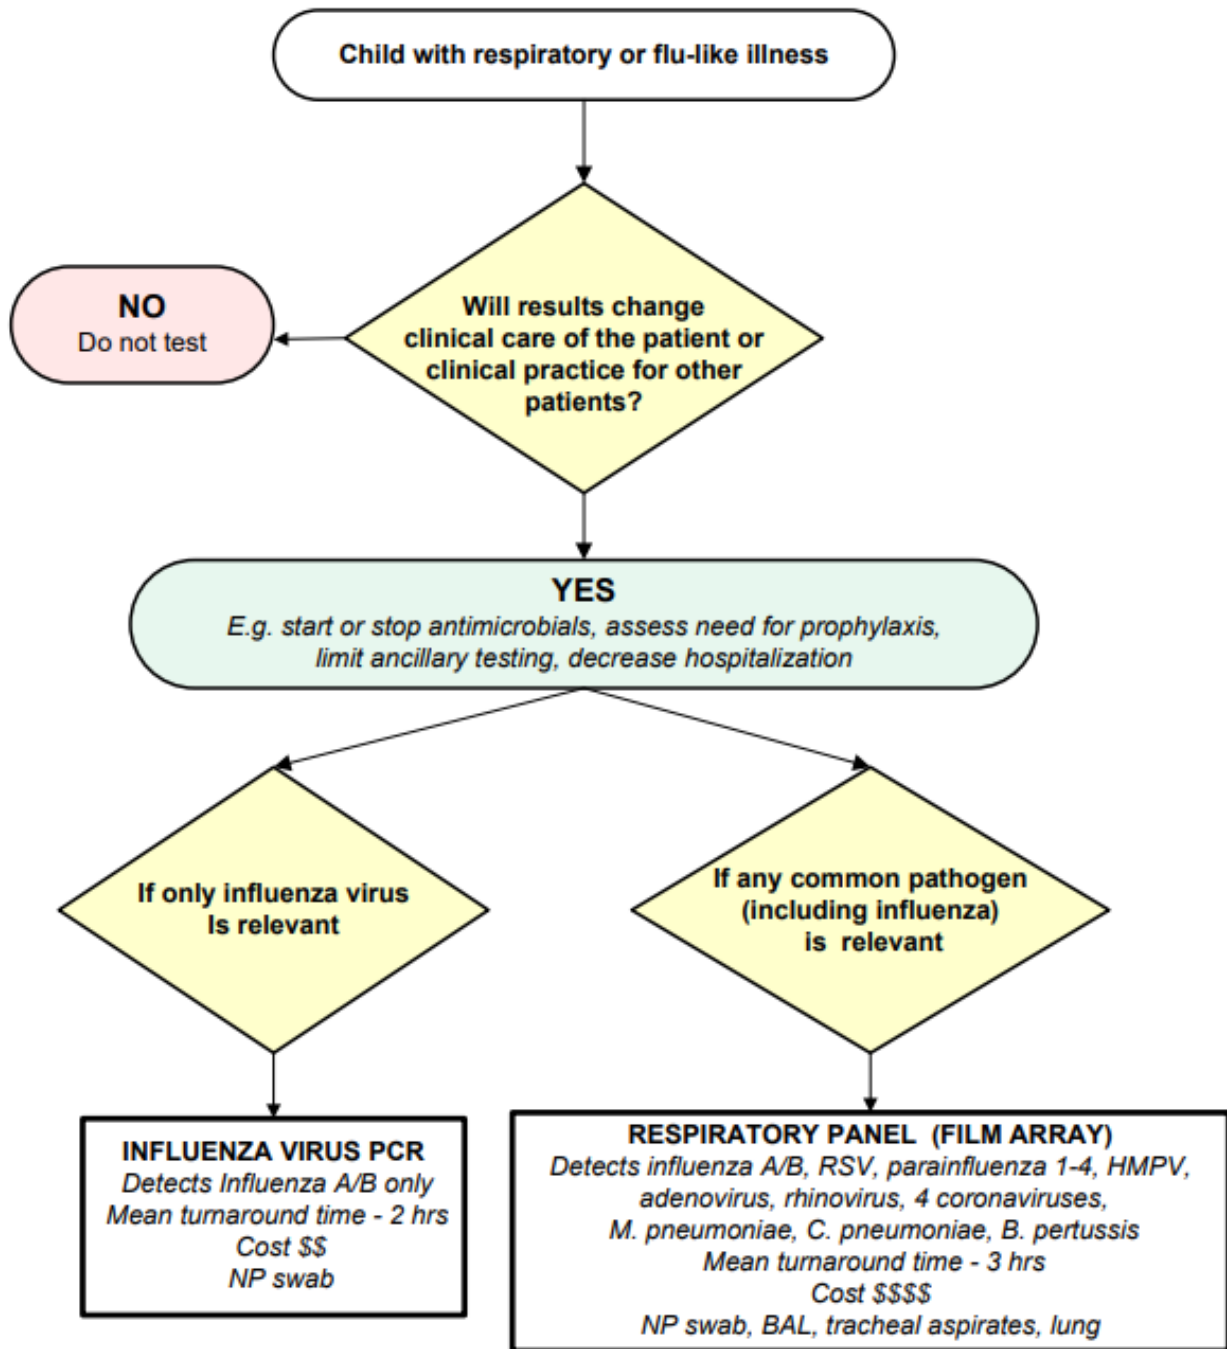 Child with respiratory or flu-like illness
Will results change
clinical care of the patient or
clinical practice for other
patients?
NO
Do not test
YES
E.g. start or stop antimicrobials, assess need for prophylaxis,
limit ancillary testing, decrease hospitalization
If only influenza virus
Is relevant
If any common pathogen
(including influenza)
is relevant
INFLUENZA VIRUS PCR
Detects Influenza A/B only
Mean turnaround time - 2 hrs
Cost $$
NP swab
RESPIRATORY PANEL (FILM ARRAY)
Detects influenza A/B, RSV, parainfluenza 1-4, HMPV,
adenovirus, rhinovirus, 4 coronaviruses,
M. pneumoniae, C. pneumoniae, B. pertussis
Mean turnaround time - 3 hrs
Cost $$$$
NP swab, BAL, tracheal aspirates, lung